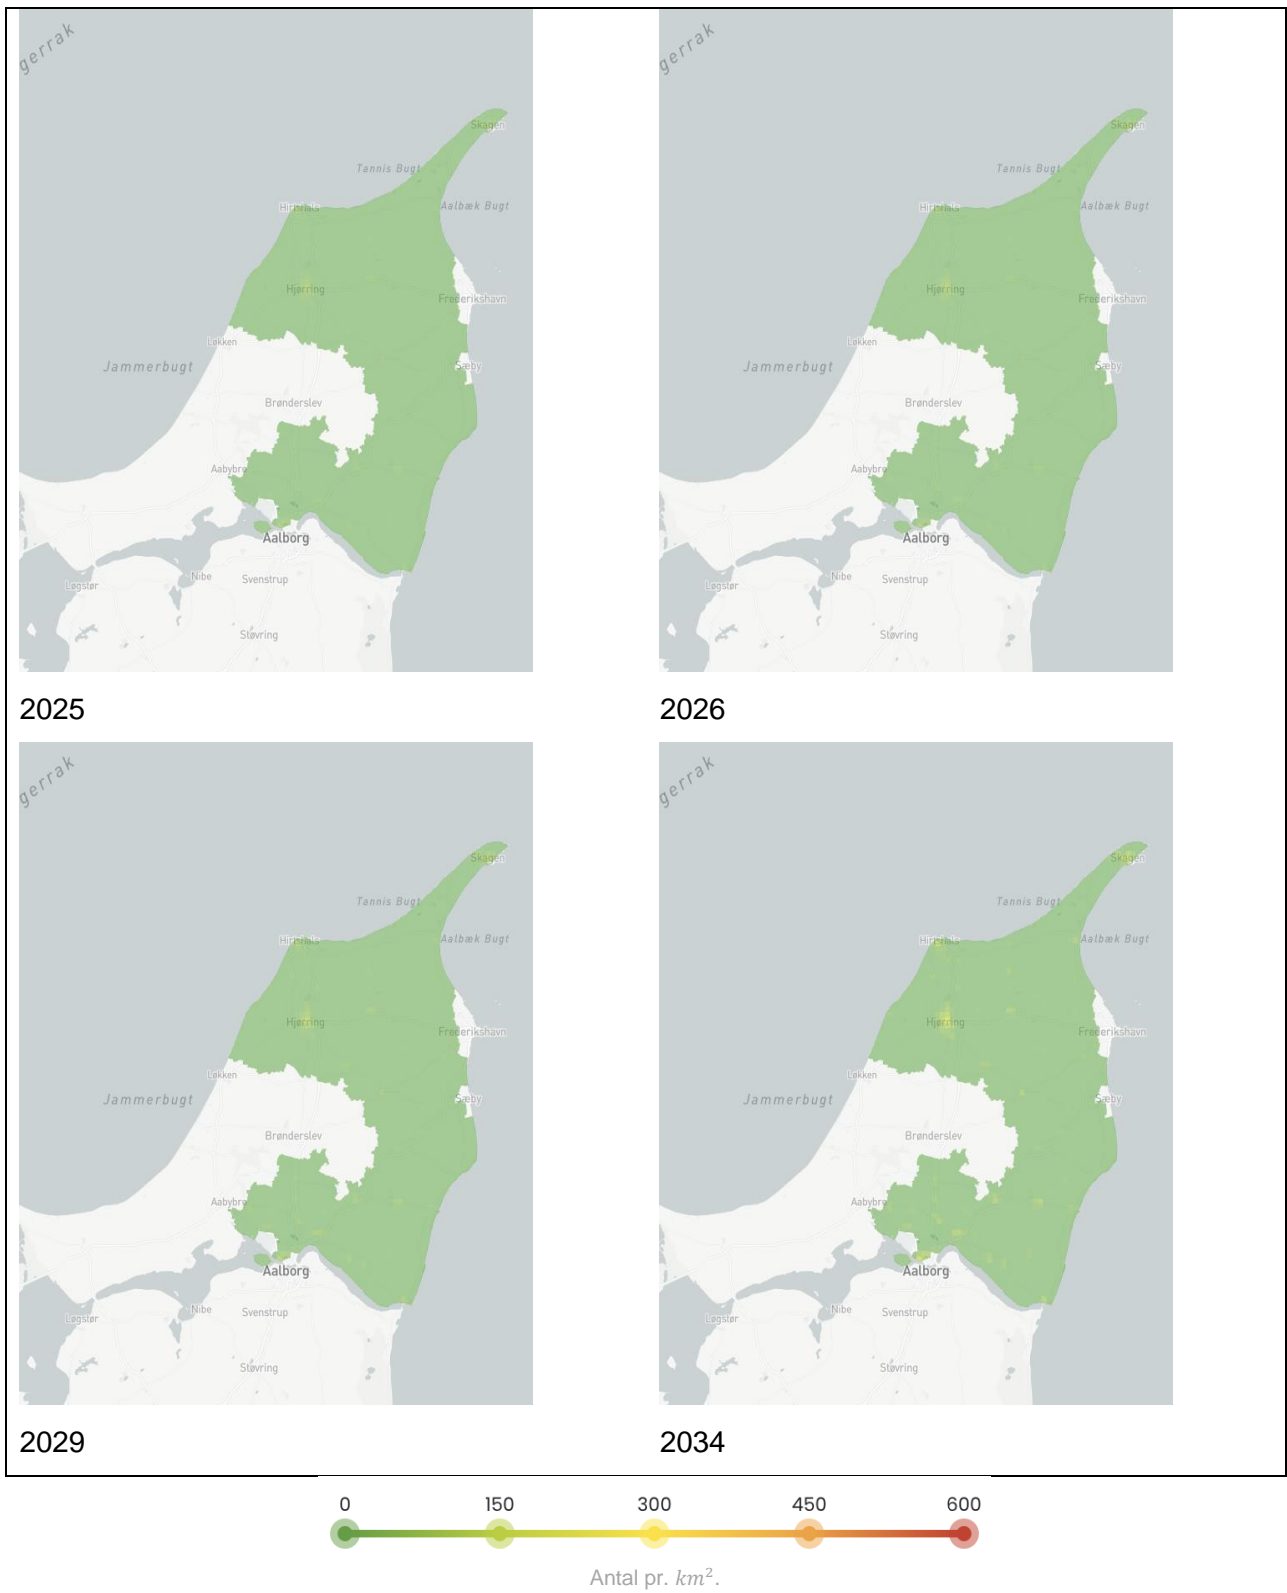 gerrak
Skagen
Tannis Bugt
Hirtshals
Aalbæk Bugt
Hjørring
Frederikshavn
Løkken
Jammerbugt
Sæby
Brønderslev
Aabybro
Aalborg
Løgstør
Nibe
Svenstrup
Støvring
2025
gerrak
Skagen
Tannis Bugt
Hirtshals
Aalbæk Bugt
Hjørring
Frederikshavn
Løkken
Jammerbugt
Sæby
Brønderslev
Aabybro
Aalborg
Løgstør
Nibe
Svenstrup
Støvring
2026
gerrak
Skagen
Tannis Bugt
Hirtshals
Aalbæk Bugt
Hjørring
Frederikshavn
Løkken
Jammerbugt
Sæby
Brønderslev
Aabybro
Aalborg
Løgstør
Nibe
Svenstrup
Støvring
2029
gerrak
Skagen
Tannis Bugt
Hirtshals
Aalbæk Bugt
Hjørring
Frederikshavn
Løkken
Jammerbugt
Sæby
Brønderslev
Aabybro
Aalborg
Løgstør
Nibe
Svenstrup
Støvring
2034
0 150 300 450 600
Antal pr. km².